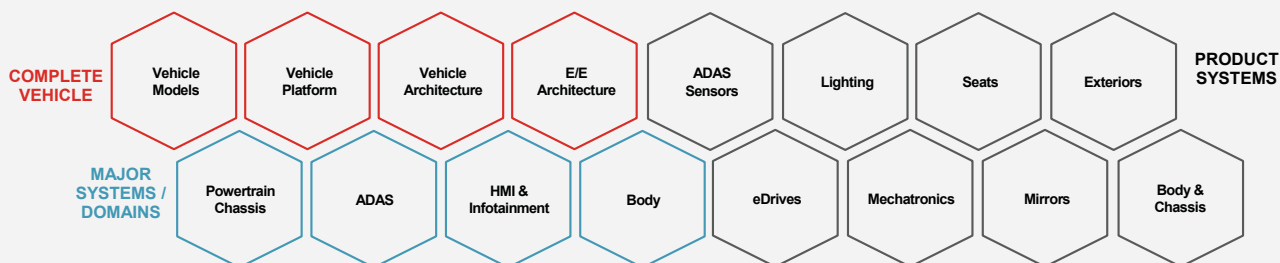 COMPLETE
VEHICLE
Vehicle
Models
Vehicle
Platform
Vehicle
Architecture
E/E
Architecture
ADAS
Sensors
Lighting
Seats
Exteriors
PRODUCT
SYSTEMS
MAJOR
SYSTEMS /
DOMAINS
Powertrain
Chassis
ADAS
HMI &
Infotainment
Body
eDrives
Mechatronics
Mirrors
Body &
Chassis